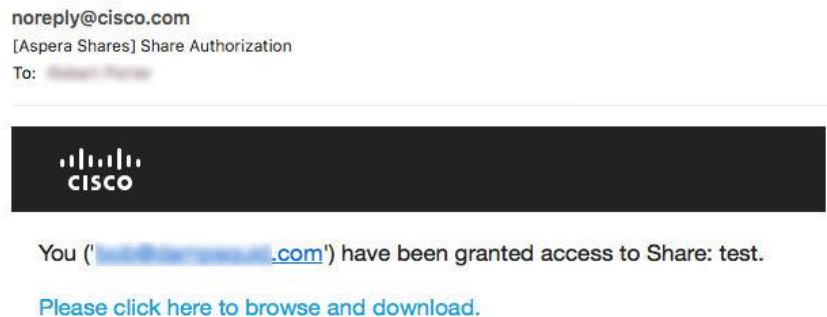 noreply@cisco.com
[Aspera Shares] Share Authorization
To:
CISCO
You ('.com') have been granted access to Share: test.
Please click here to browse and download.